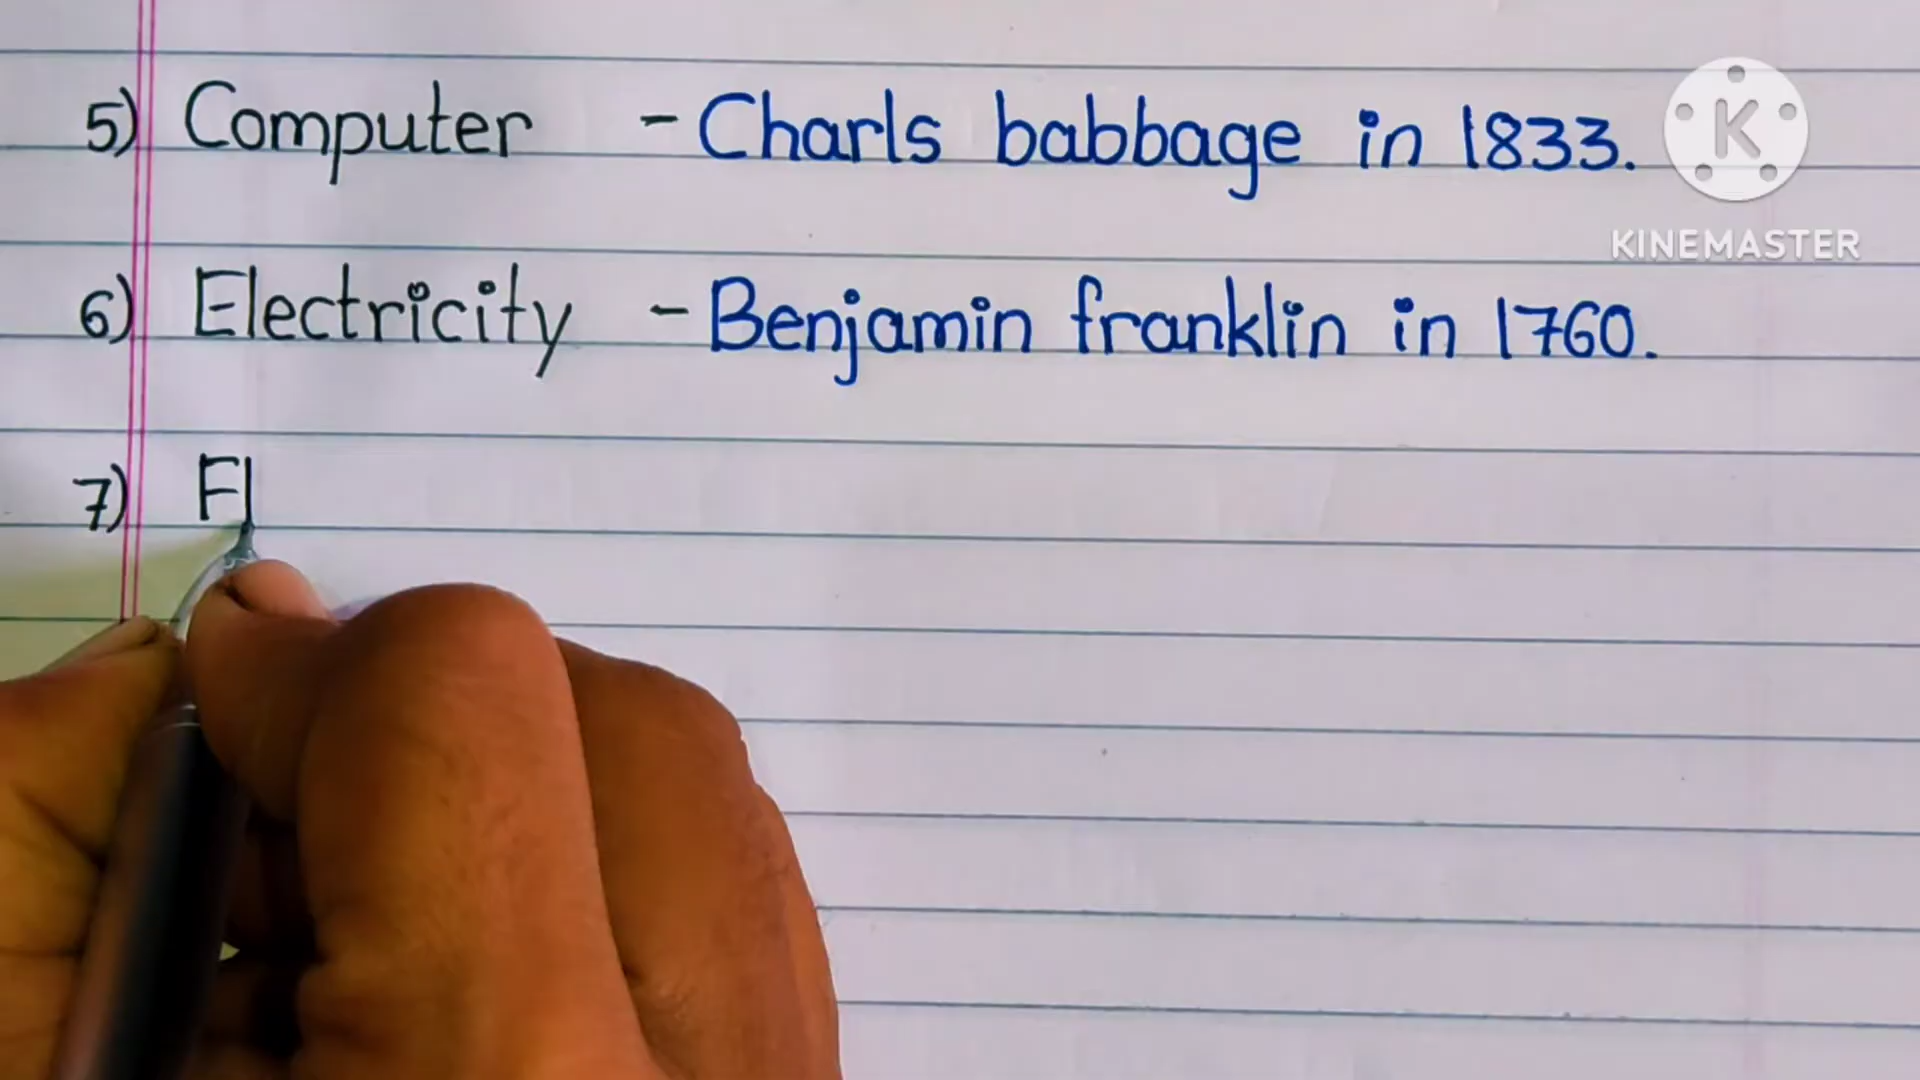 5) Computer - Charls babbage in 1833.
K
KINEMASTER
6) Electricity - Benjamin franklin in 1760.
7) Fl